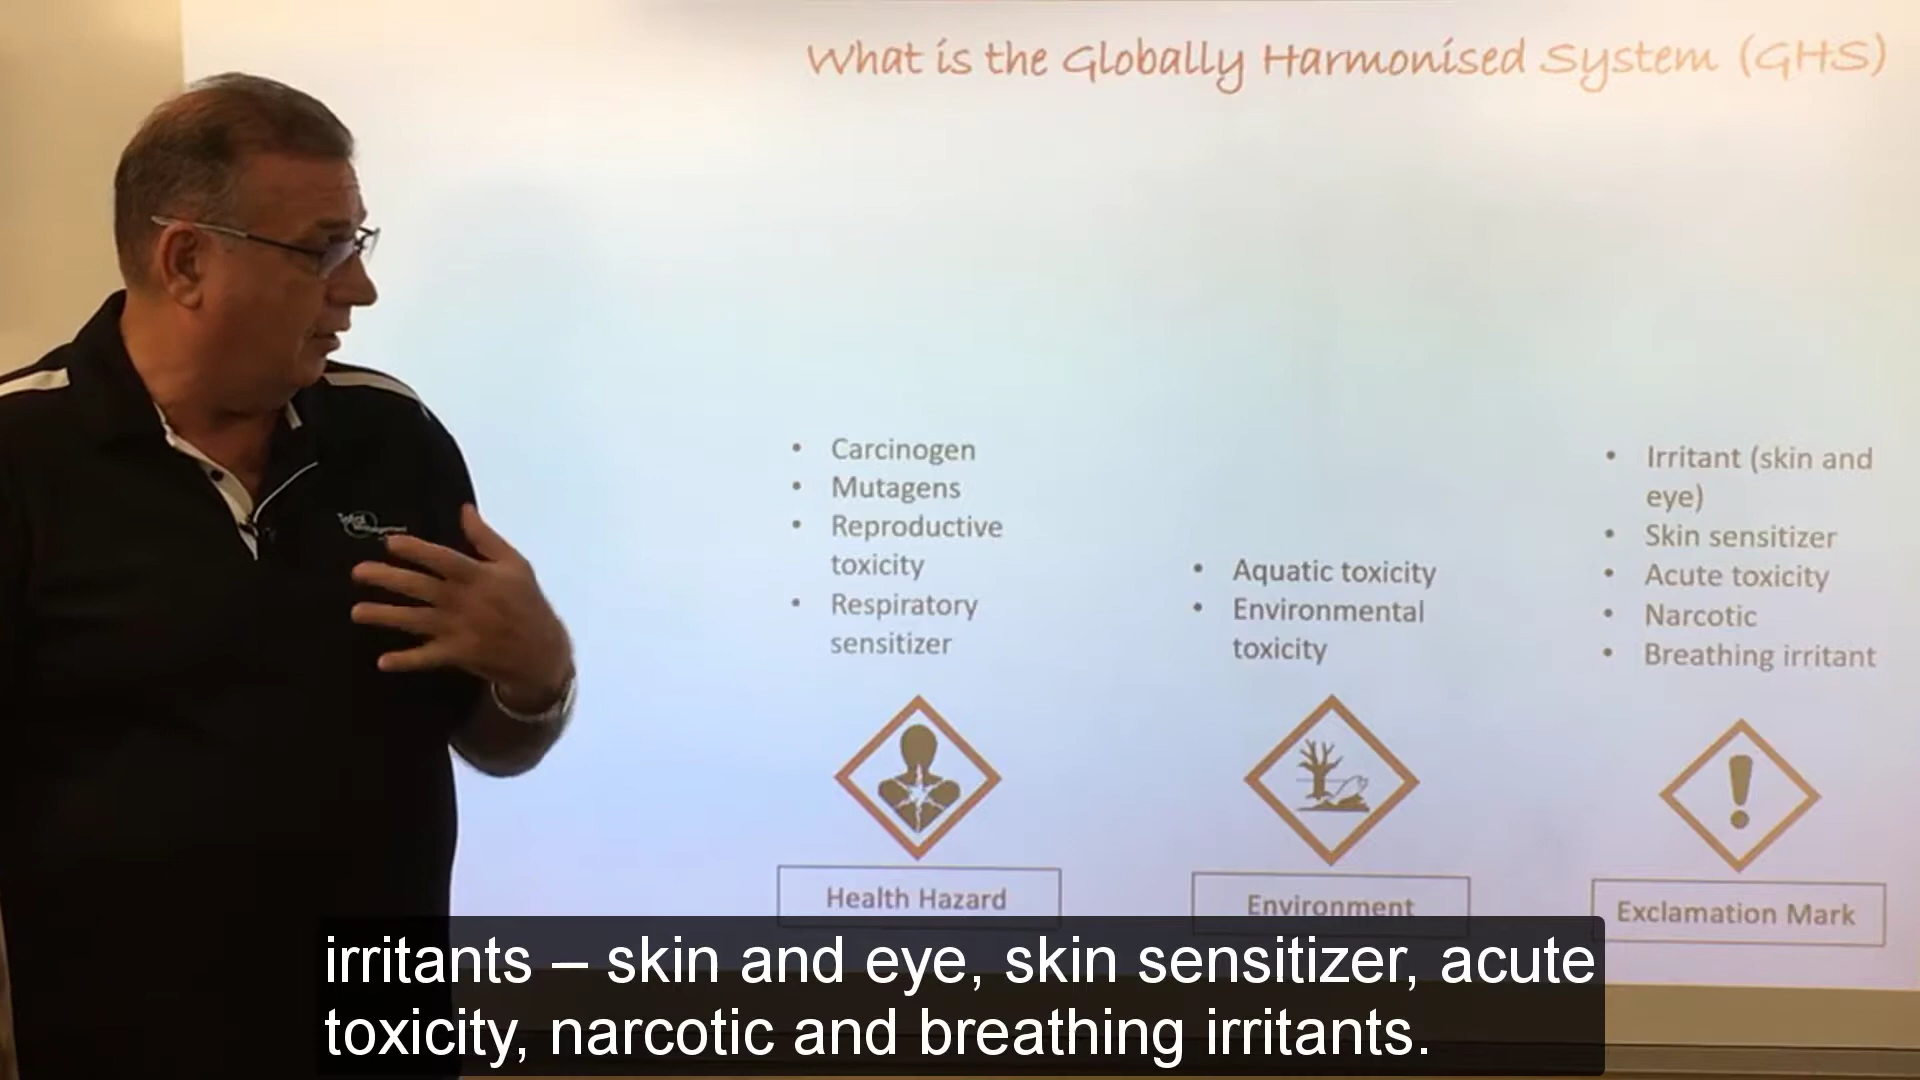 What is the Globally Harmonised System (GHS)
• Carcinogen
• Mutagens
• Reproductive
toxicity
• Respiratory
sensitizer
Health Hazard
• Aquatic toxicity
• Environmental
toxicity
Environment
• Irritant (skin and
eye)
• Skin sensitizer
• Acute toxicity
• Narcotic
• Breathing irritant
Exclamation Mark
irritants – skin and eye, skin sensitizer, acute
toxicity, narcotic and breathing irritants.